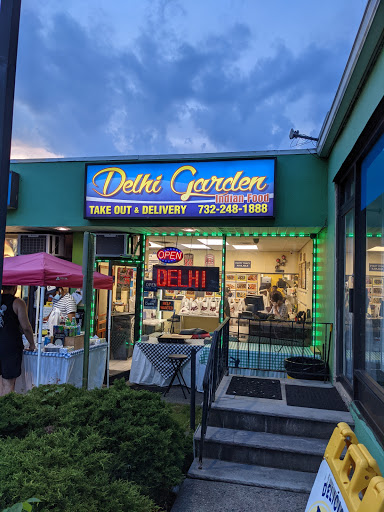 Delhi Garden
Indian Food
TAKE OUT & DELIVERY 732-248-1888
OPEN
DELHI